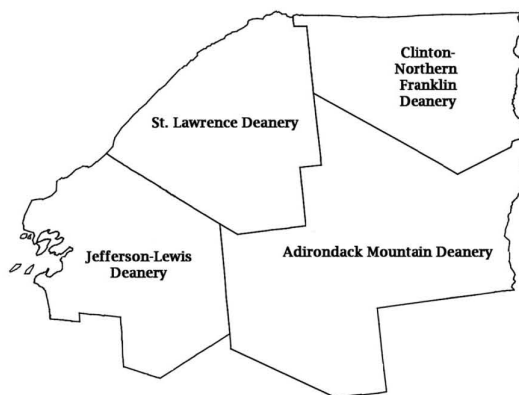 Clinton-
Northern
Franklin
Deanery
St. Lawrence Deanery
Jefferson-Lewis
Deanery
Adirondack Mountain Deanery